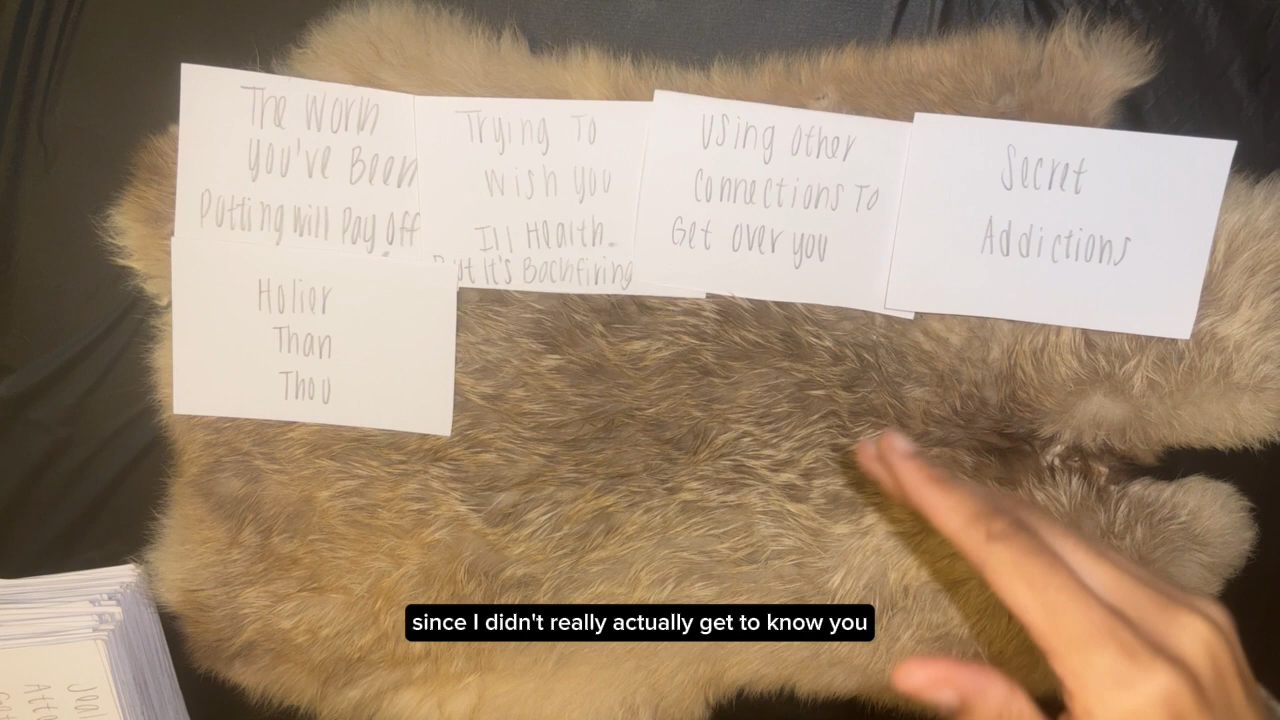 The Worth
You've Been
Putting Will Pay Off
Trying To
Wish You
Ill Health.
But It's Backfiring
Using Other
Connections To
Get Over You
Secret
Addictions
Holier
Than
Thou
since I didn't really actually get to know you